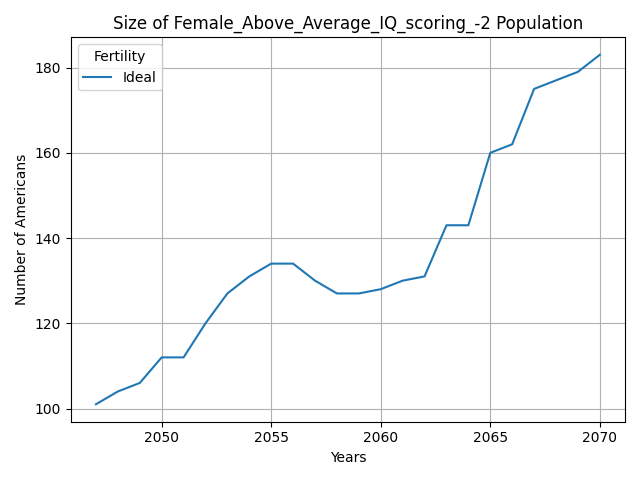 Size of Female_Above_Average_IQ_scoring_-2 Population
Fertility
Ideal
Number of Americans
180
160
140
120
100
2050
2055
2060
2065
2070
Years